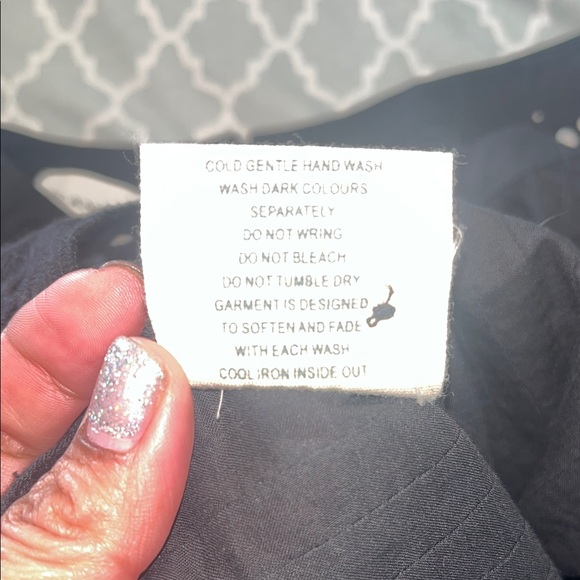 COLD GENTLE HAND WASH
WASH DARK COLOURS
SEPARATELY
DO NOT WRING
DO NOT BLEACH
DO NOT TUMBLE DRY
GARMENT IS DESIGNED
TO SOFTEN AND FADE
WITH EACH WASH
COOL IRON INSIDE OUT